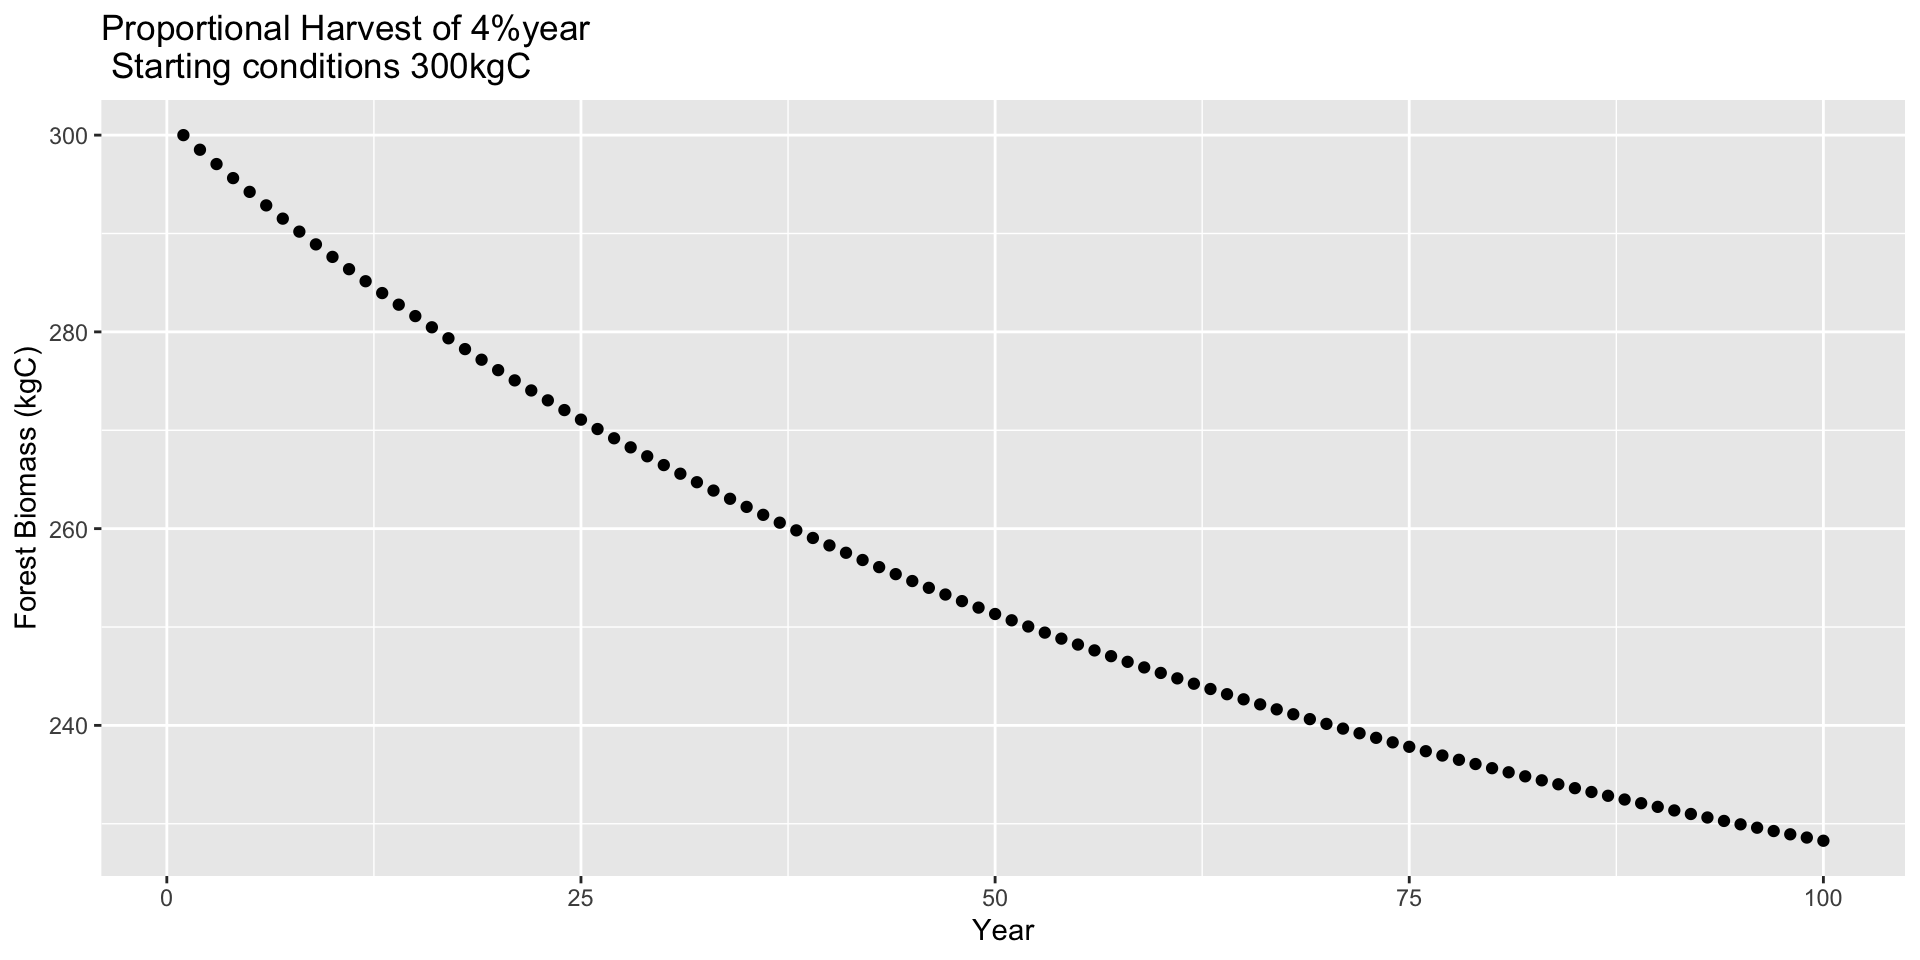 Proportional Harvest of 4%year
Starting conditions 300kgC
300
280
260
240
Forest Biomass (kgC)
0 25 50 75 100
Year